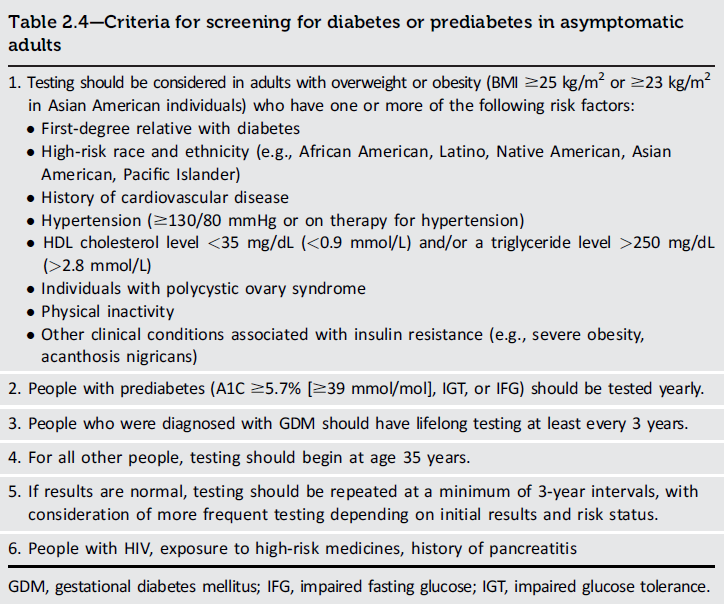 Table 2.4—Criteria for screening for diabetes or prediabetes in asymptomatic
adults
1. Testing should be considered in adults with overweight or obesity (BMI ≥25 kg/m² or ≥23 kg/m²
in Asian American individuals) who have one or more of the following risk factors:
● First-degree relative with diabetes
● High-risk race and ethnicity (e.g., African American, Latino, Native American, Asian
American, Pacific Islander)
● History of cardiovascular disease
● Hypertension (≥130/80 mmHg or on therapy for hypertension)
● HDL cholesterol level <35 mg/dL (<0.9 mmol/L) and/or a triglyceride level >250 mg/dL
(>2.8 mmol/L)
● Individuals with polycystic ovary syndrome
● Physical inactivity
● Other clinical conditions associated with insulin resistance (e.g., severe obesity,
acanthosis nigricans)
2. People with prediabetes (A1C ≥5.7% [≥39 mmol/mol], IGT, or IFG) should be tested yearly.
3. People who were diagnosed with GDM should have lifelong testing at least every 3 years.
4. For all other people, testing should begin at age 35 years.
5. If results are normal, testing should be repeated at a minimum of 3-year intervals, with
consideration of more frequent testing depending on initial results and risk status.
6. People with HIV, exposure to high-risk medicines, history of pancreatitis
GDM, gestational diabetes mellitus; IFG, impaired fasting glucose; IGT, impaired glucose tolerance.